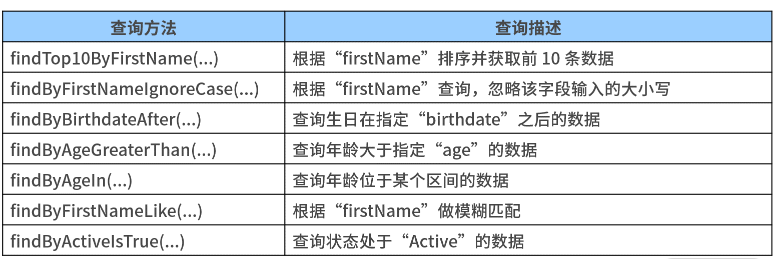 查询方法 查询描述
findTop10ByFirstName(...) 根据“firstName”排序并获取前 10 条数据
findByFirstNameIgnoreCase(...) 根据“firstName”查询，忽略该字段输入的大小写
findByBirthdateAfter(...) 查询生日在指定“birthdate”之后的数据
findByAgeGreaterThan(...) 查询年龄大于指定“age”的数据
findByAgeIn(...) 查询年龄位于某个区间的数据
findByFirstNameLike(...) 根据“firstName”做模糊匹配
findByActiveIsTrue(...) 查询状态处于“Active”的数据